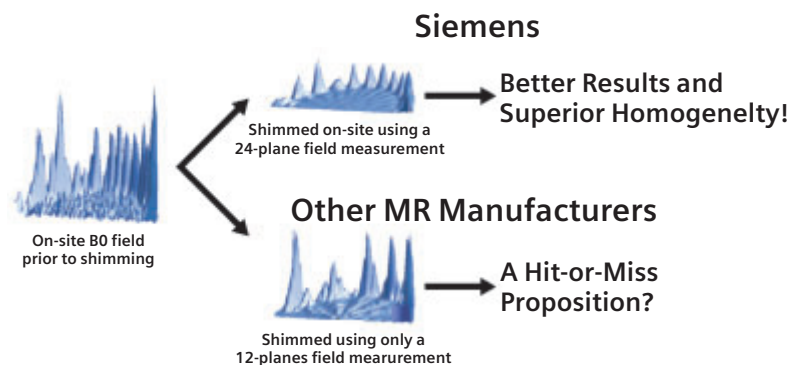 Siemens
Better Results and
Superior Homogenelty!
Shimmed on-site using a
24-plane field measurement
On-site B0 field
prior to shimming
Other MR Manufacturers
A Hit-or-Miss
Proposition?
Shimmed using only a
12-planes field mearurement